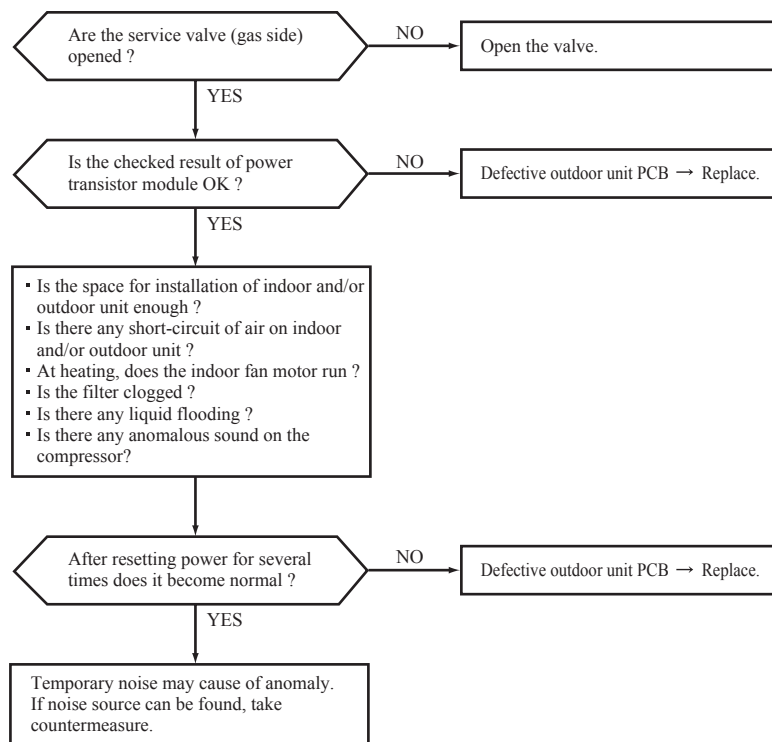 Are the service valve (gas side)
opened ?
NO
Open the valve.
YES
Is the checked result of power
transistor module OK ?
NO
Defective outdoor unit PCB → Replace.
YES
・Is the space for installation of indoor and/or
outdoor unit enough ?
・Is there any short-circuit of air on indoor
and/or outdoor unit ?
・At heating, does the indoor fan motor run ?
・Is the filter clogged ?
・Is there any liquid flooding ?
・Is there any anomalous sound on the
compressor?
After resetting power for several
times does it become normal ?
NO
Defective outdoor unit PCB → Replace.
YES
Temporary noise may cause of anomaly.
If noise source can be found, take
countermeasure.